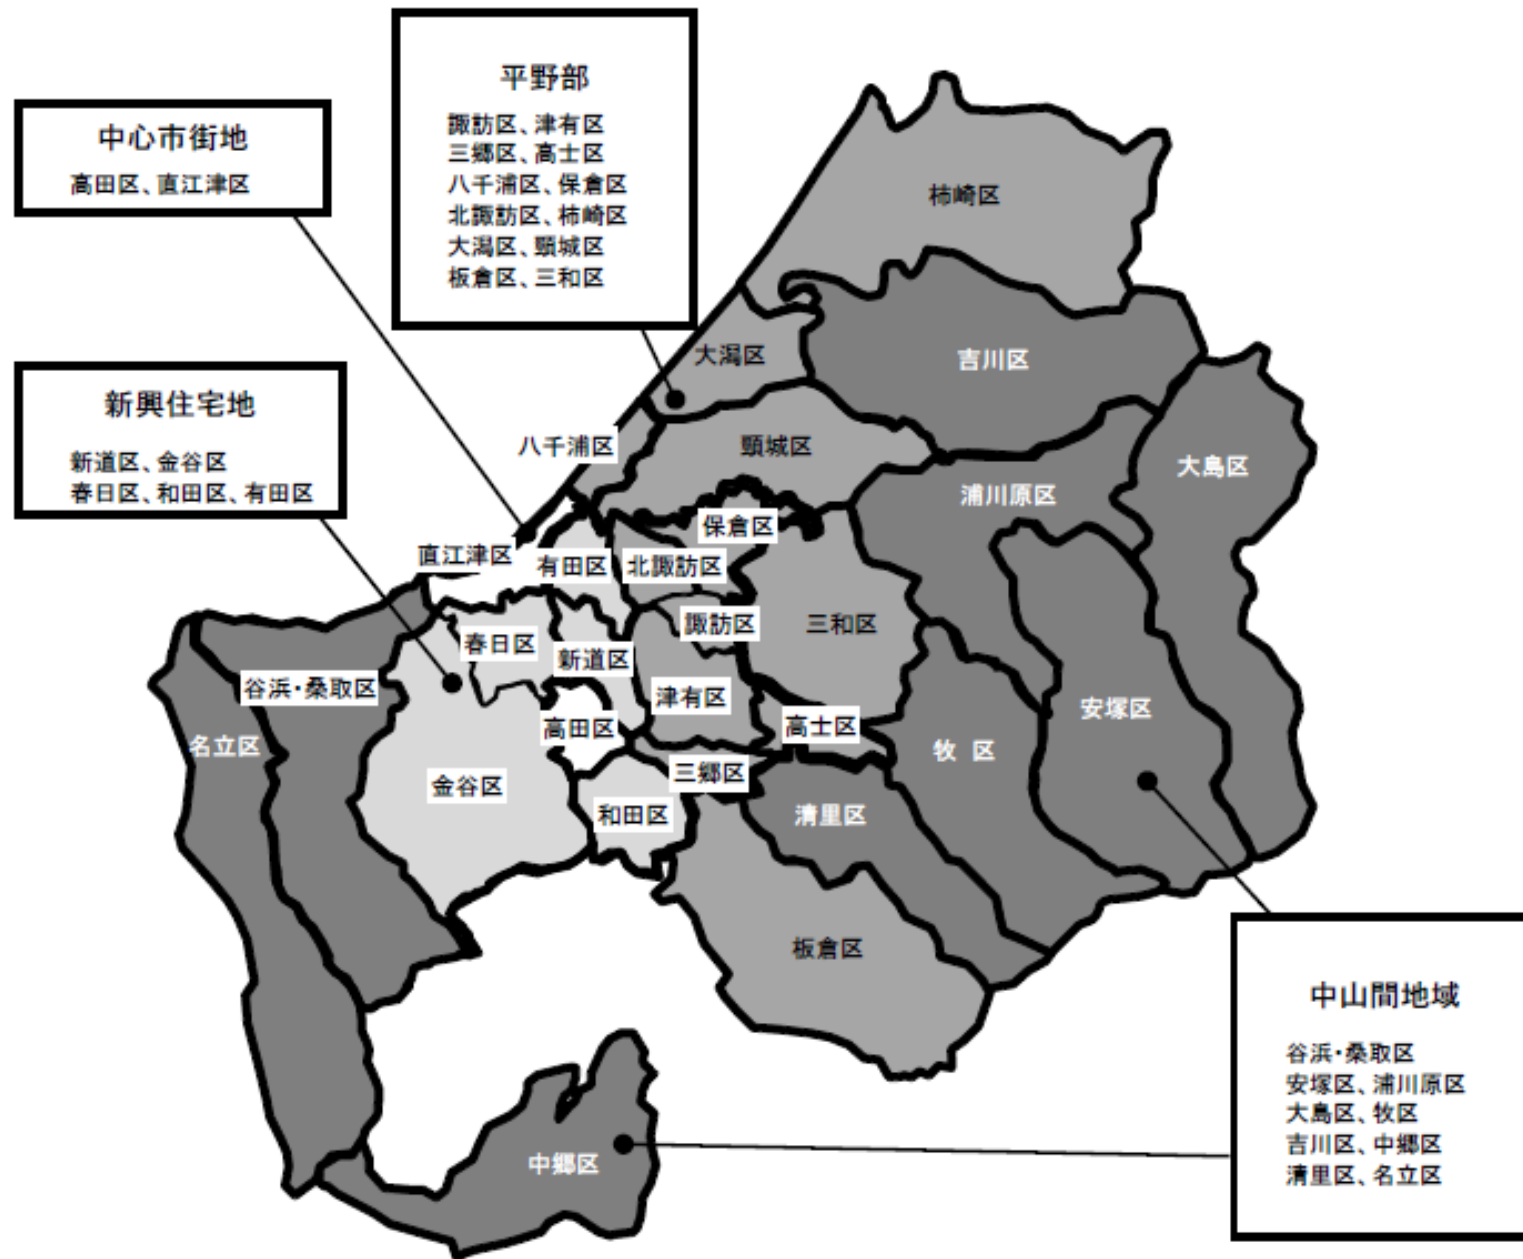 平野部
諏訪区、津有区
三郷区、高士区
八千浦区、保倉区
北諏訪区、柿崎区
大潟区、頸城区
板倉区、三和区
中心市街地
高田区、直江津区
新興住宅地
新道区、金谷区
春日区、和田区、有田区
柿崎区
大潟区
吉川区
八千浦区
頸城区
大島区
浦川原区
保倉区
直江津区
有田区
北諏訪区
諏訪区
三和区
春日区
新道区
谷浜・桑取区
津有区
安塚区
高田区
高士区
名立区
牧 区
三郷区
金谷区
和田区
清里区
板倉区
中郷区
中山間地域
谷浜・桑取区
安塚区、浦川原区
大島区、牧区
吉川区、中郷区
清里区、名立区